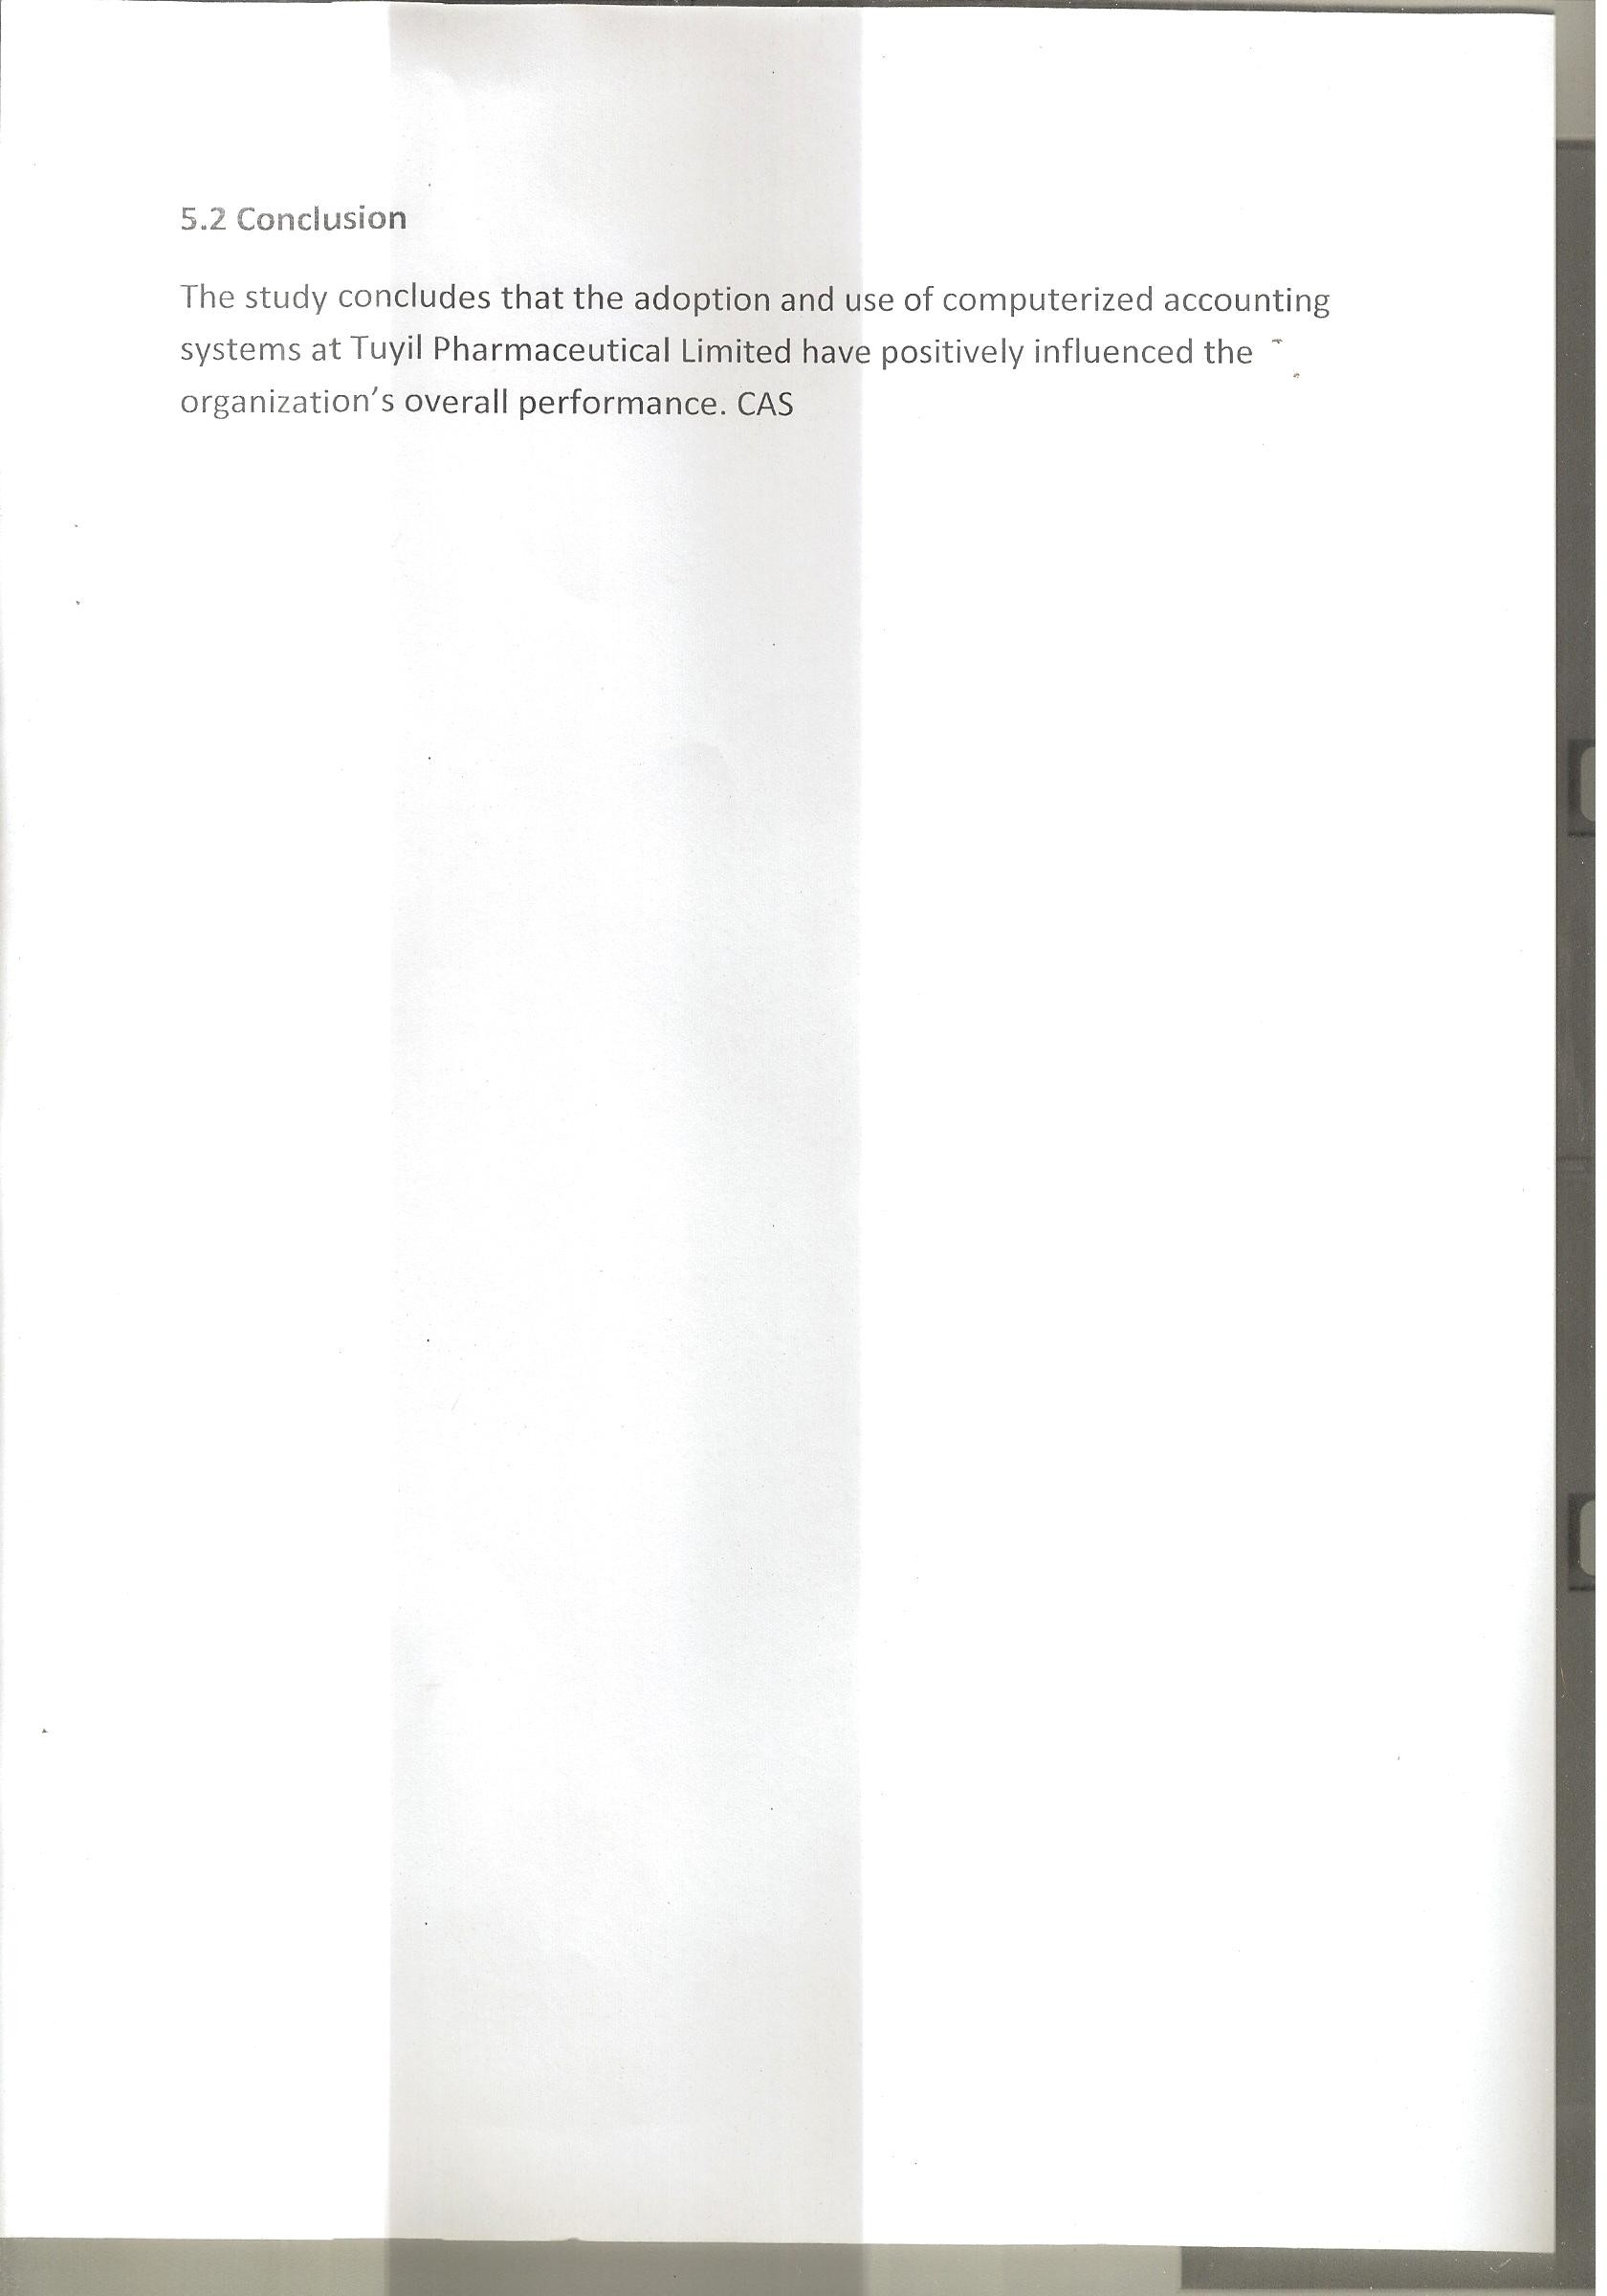 5.2 Conclusion
The study concludes that the adoption and use of computerized accounting
systems at Tuyil Pharmaceutical Limited have positively influenced the
organization's overall performance. CAS